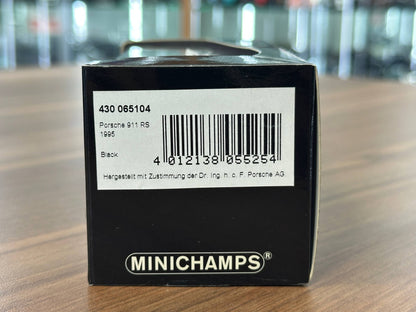 430 065104
Porsche 911 RS
1995
Black
4 012138 055254
Hergestellt mit Zustimmung der Dr. Ing. h. c. F. Porsche AG
MINICHAMPS®